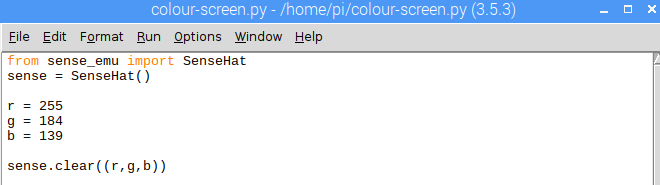 colour-screen.py - /home/pi/colour-screen.py (3.5.3)
File Edit Format Run Options Window Help
from sense_emu import SenseHat
sense = SenseHat()
r = 255
g = 184
b = 139
sense.clear((r,g,b))